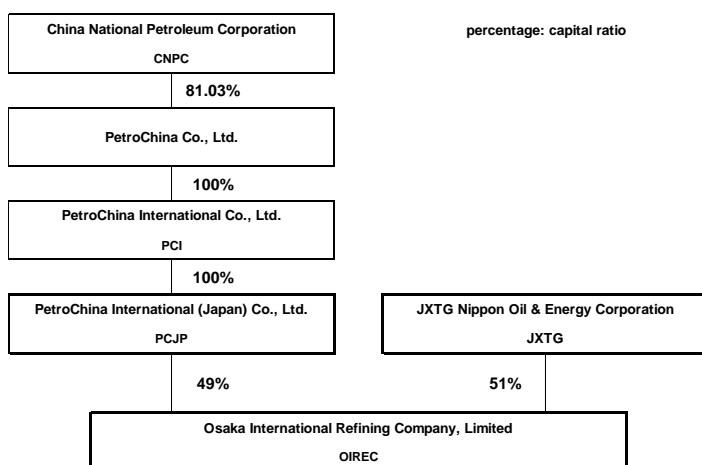 China National Petroleum Corporation
CNPC
percentage: capital ratio
81.03%
PetroChina Co., Ltd.
100%
PetroChina International Co., Ltd.
PCI
100%
PetroChina International (Japan) Co., Ltd.
PCJP
JXTG Nippon Oil & Energy Corporation
JXTG
49%
51%
Osaka International Refining Company, Limited
OIREC